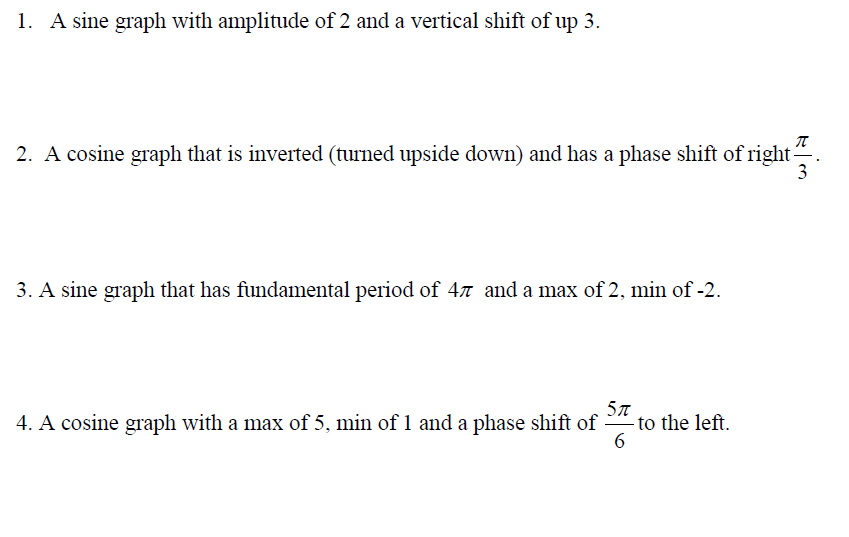 1. A sine graph with amplitude of 2 and a vertical shift of up 3.
2. A cosine graph that is inverted (turned upside down) and has a phase shift of right π/3.
3. A sine graph that has fundamental period of 4π and a max of 2, min of -2.
4. A cosine graph with a max of 5, min of 1 and a phase shift of 5π/6 to the left.